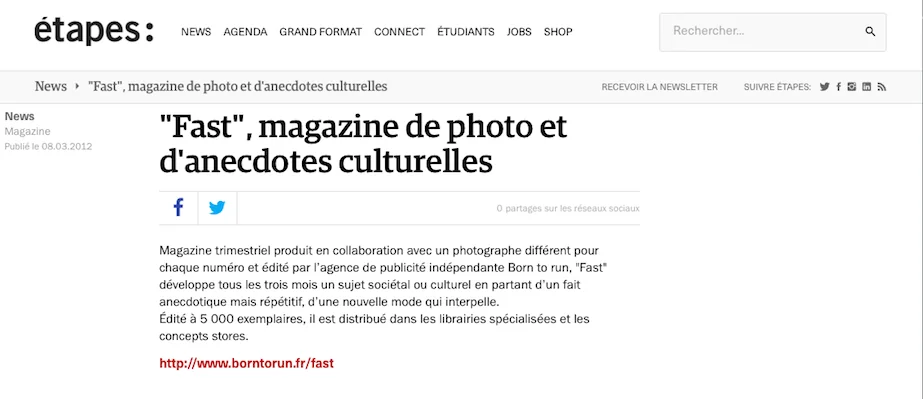 étapes:
NEWS AGENDA GRAND FORMAT CONNECT ÉTUDIANTS JOBS SHOP
Rechercher...
News "Fast", magazine de photo et d'anecdotes culturelles
RECEVOIR LA NEWSLETTER SUIVRE ÉTAPES:
News
Magazine
Publié le 08.03.2012
"Fast", magazine de photo et
d'anecdotes culturelles
0 partages sur les réseaux sociaux
Magazine trimestriel produit en collaboration avec un photographe différent pour
chaque numéro et édité par l'agence de publicité indépendante Born to run, "Fast"
développe tous les trois mois un sujet sociétal ou culturel en partant d'un fait
anecdotique mais répétitif, d'une nouvelle mode qui interpelle.
Édité à 5 000 exemplaires, il est distribué dans les librairies spécialisées et les
concepts stores.
http://www.borntorun.fr/fast